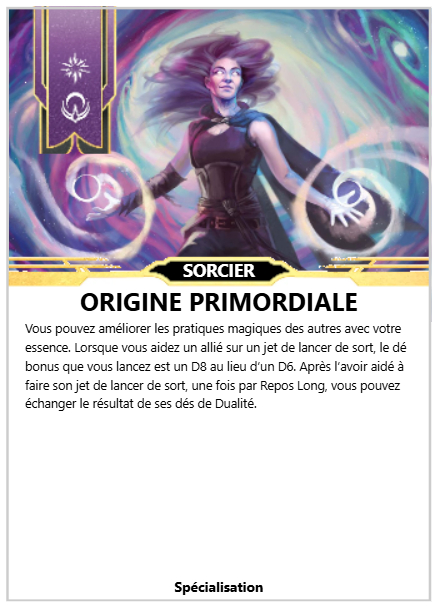 SORCIER
ORIGINE PRIMORDIALE
Vous pouvez améliorer les pratiques magiques des autres avec votre
essence. Lorsque vous aidez un allié sur un jet de lancer de sort, le dé
bonus que vous lancez est un D8 au lieu d'un D6. Après l'avoir aidé à
faire son jet de lancer de sort, une fois par Repos Long, vous pouvez
échanger le résultat de ses dés de Dualité.
Spécialisation